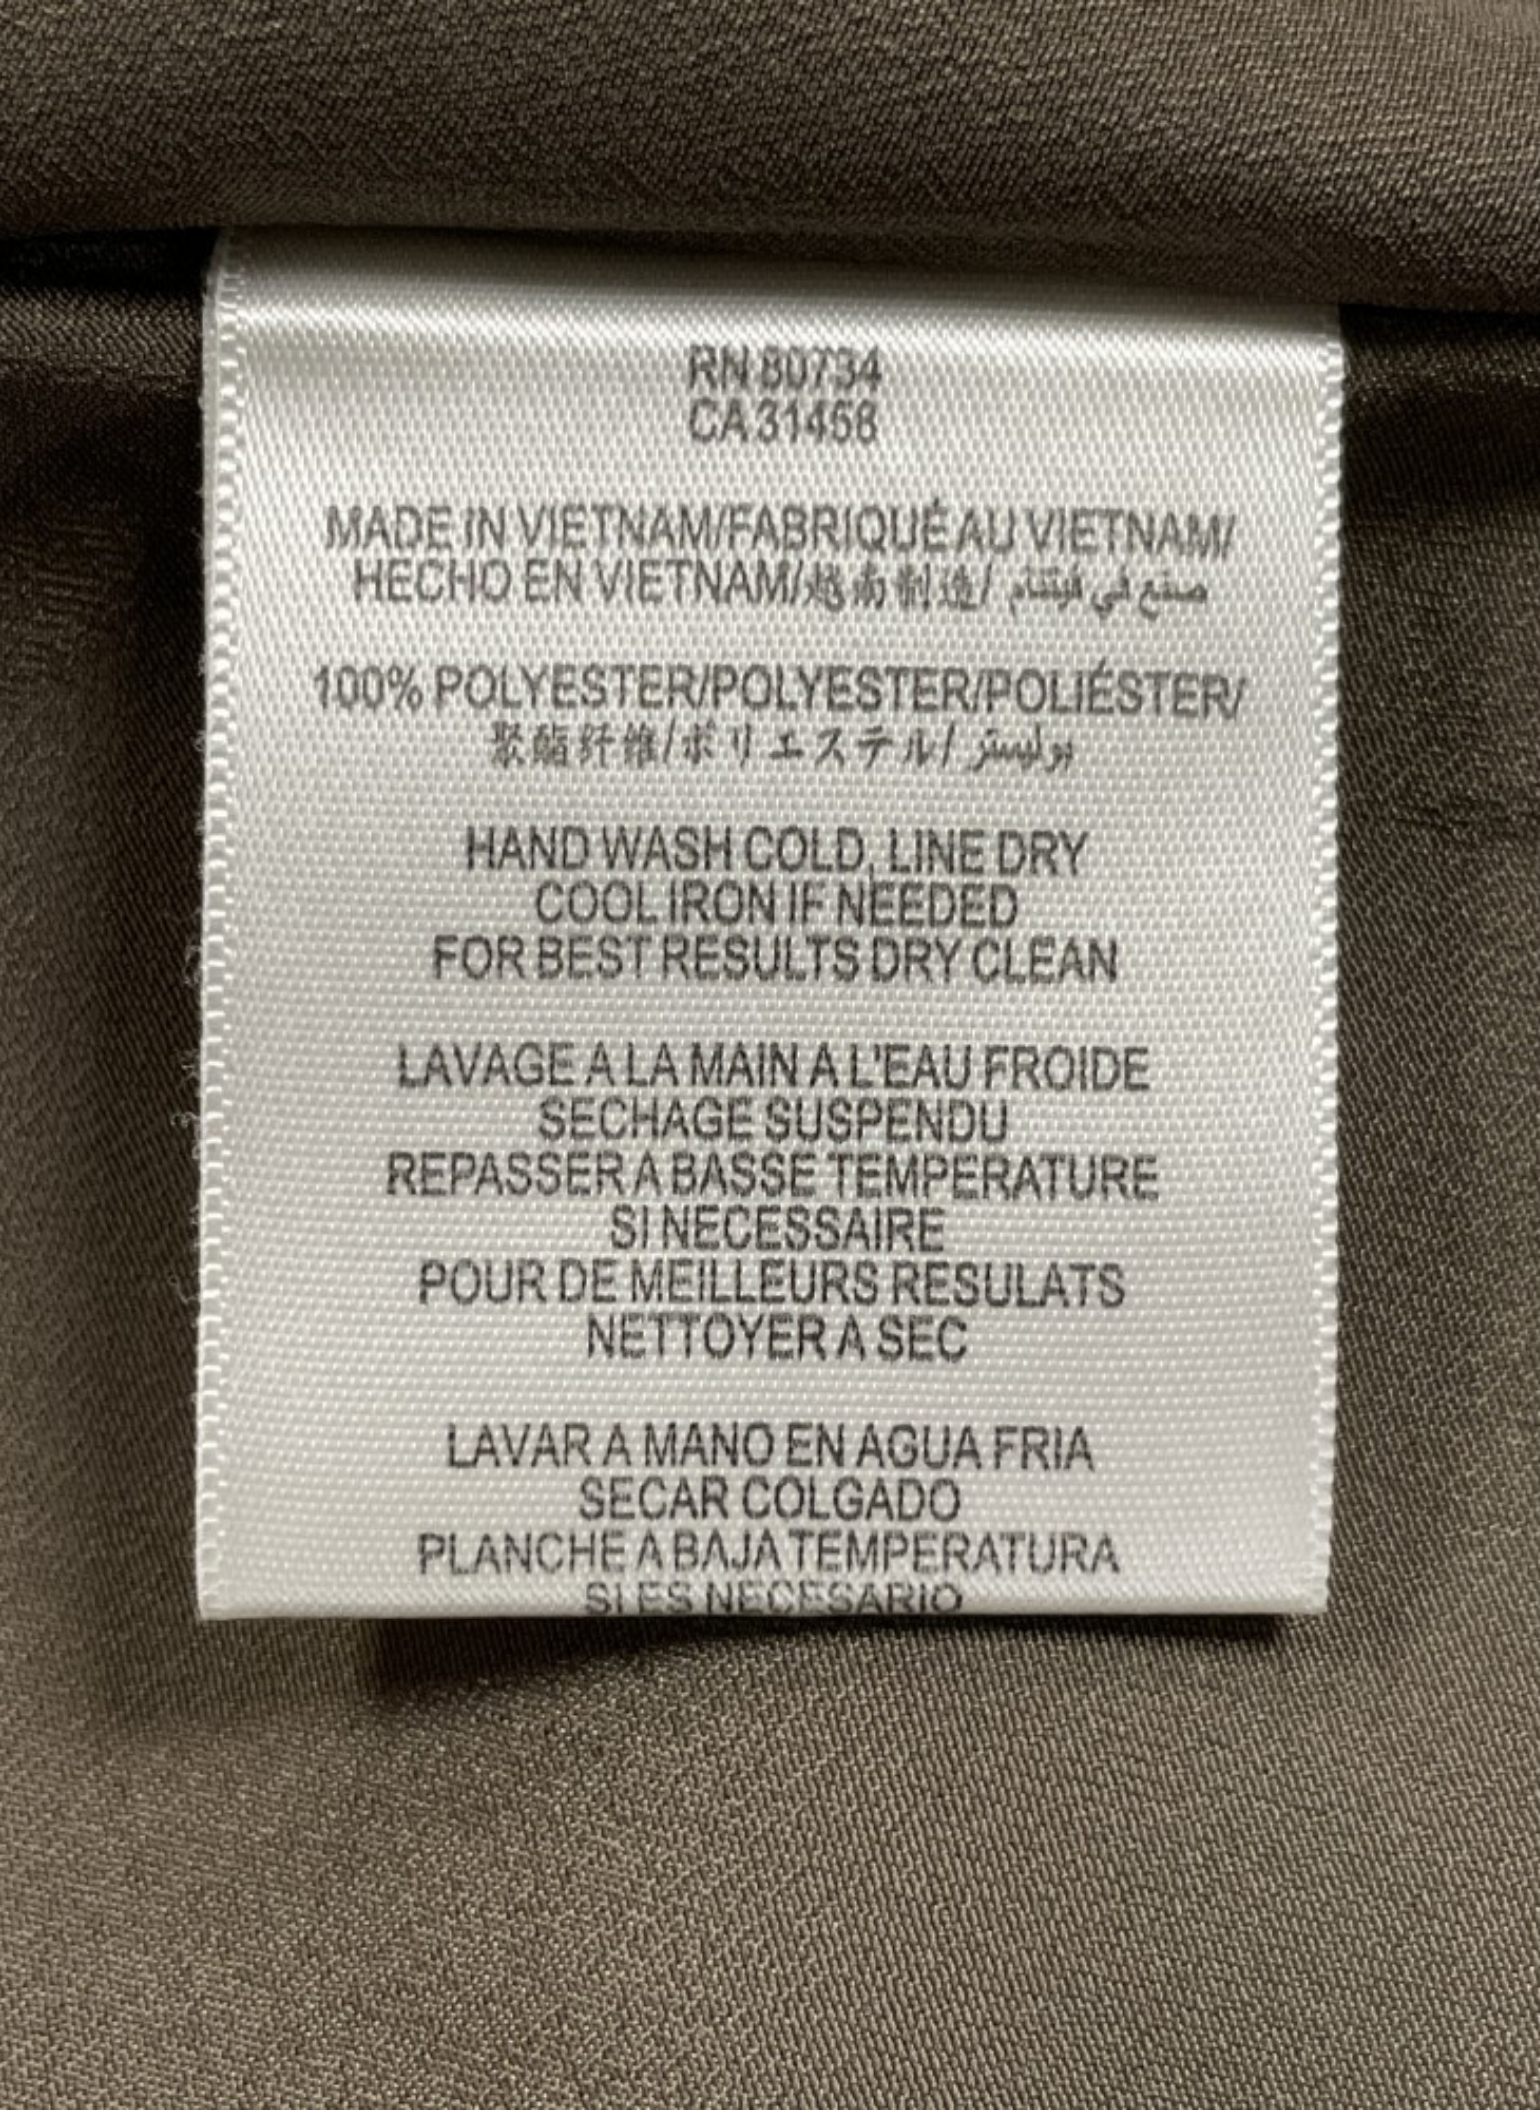 RN 80734
CA 31458
MADE IN VIETNAM/FABRIQUÉ AU VIETNAM/
HECHO EN VIETNAM/越南制造/ صنع في فيتنام
100% POLYESTER/POLYESTER/POLIÉSTER/
聚酯纤维/ポリエステル/ بوليستر
HAND WASH COLD, LINE DRY
COOL IRON IF NEEDED
FOR BEST RESULTS DRY CLEAN
LAVAGE A LA MAIN A L'EAU FROIDE
SECHAGE SUSPENDU
REPASSER A BASSE TEMPERATURE
SI NECESSAIRE
POUR DE MEILLEURS RESULATS
NETTOYER A SEC
LAVAR A MANO EN AGUA FRIA
SECAR COLGADO
PLANCHE A BAJA TEMPERATURA
SI ES NECESARIO